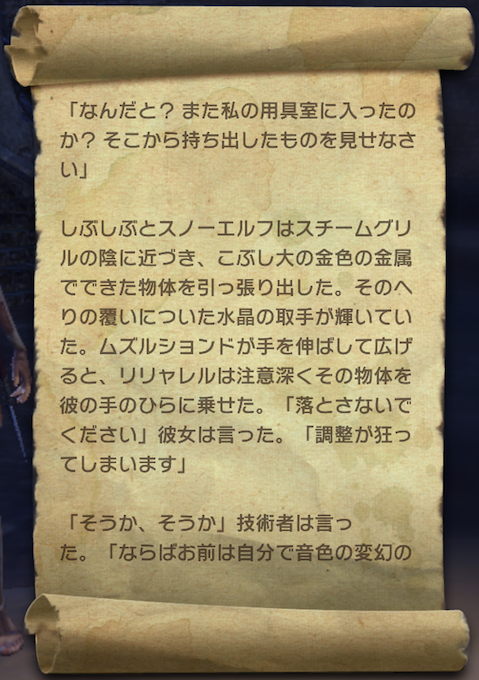 「なんだと？ また私の用具室に入ったの
か？ そこから持ち出したものを見せなさ
い」
しぶしぶとスノーエルフはスチームグリ
ルの陰に近づき、こぶし大の金色の金属
でできた物体を引っ張り出した。そのへ
りの覆いについた水晶の取手が輝いてい
た。ムズルションドが手を伸ばして広げ
ると、リリャレルは注意深くその物体を
彼の手のひらに乗せた。「落とさないで
ください」彼女は言った。「調整が狂っ
てしまいます」
「そうか、そうか」技術者は言っ
た。「ならばお前は自分で音色の変幻の